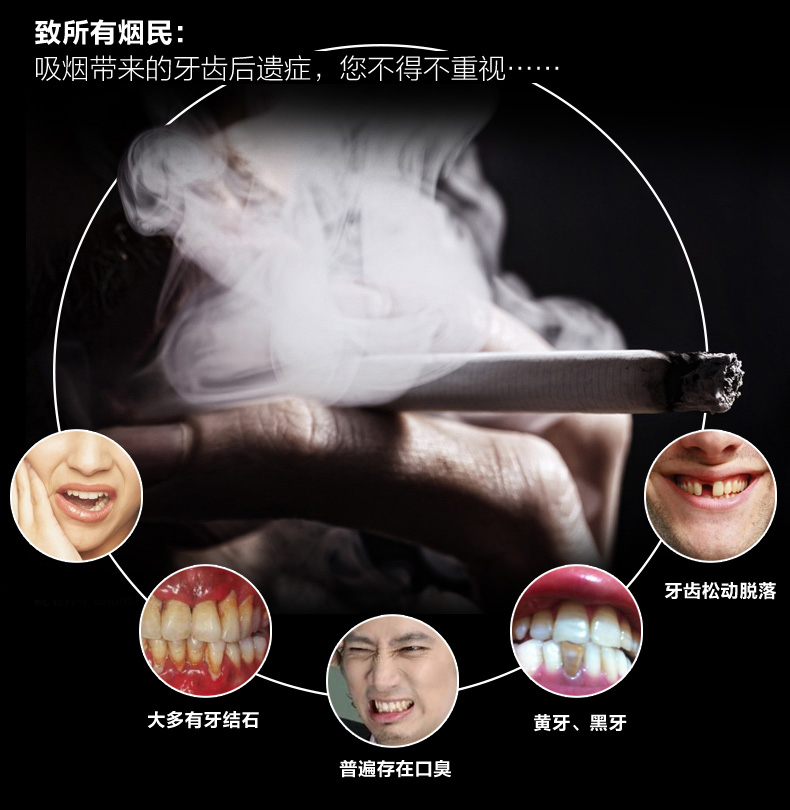 致所有烟民：
吸烟带来的牙齿后遗症，您不得不重视……
牙齿松动脱落
大多有牙结石
黄牙、黑牙
普遍存在口臭